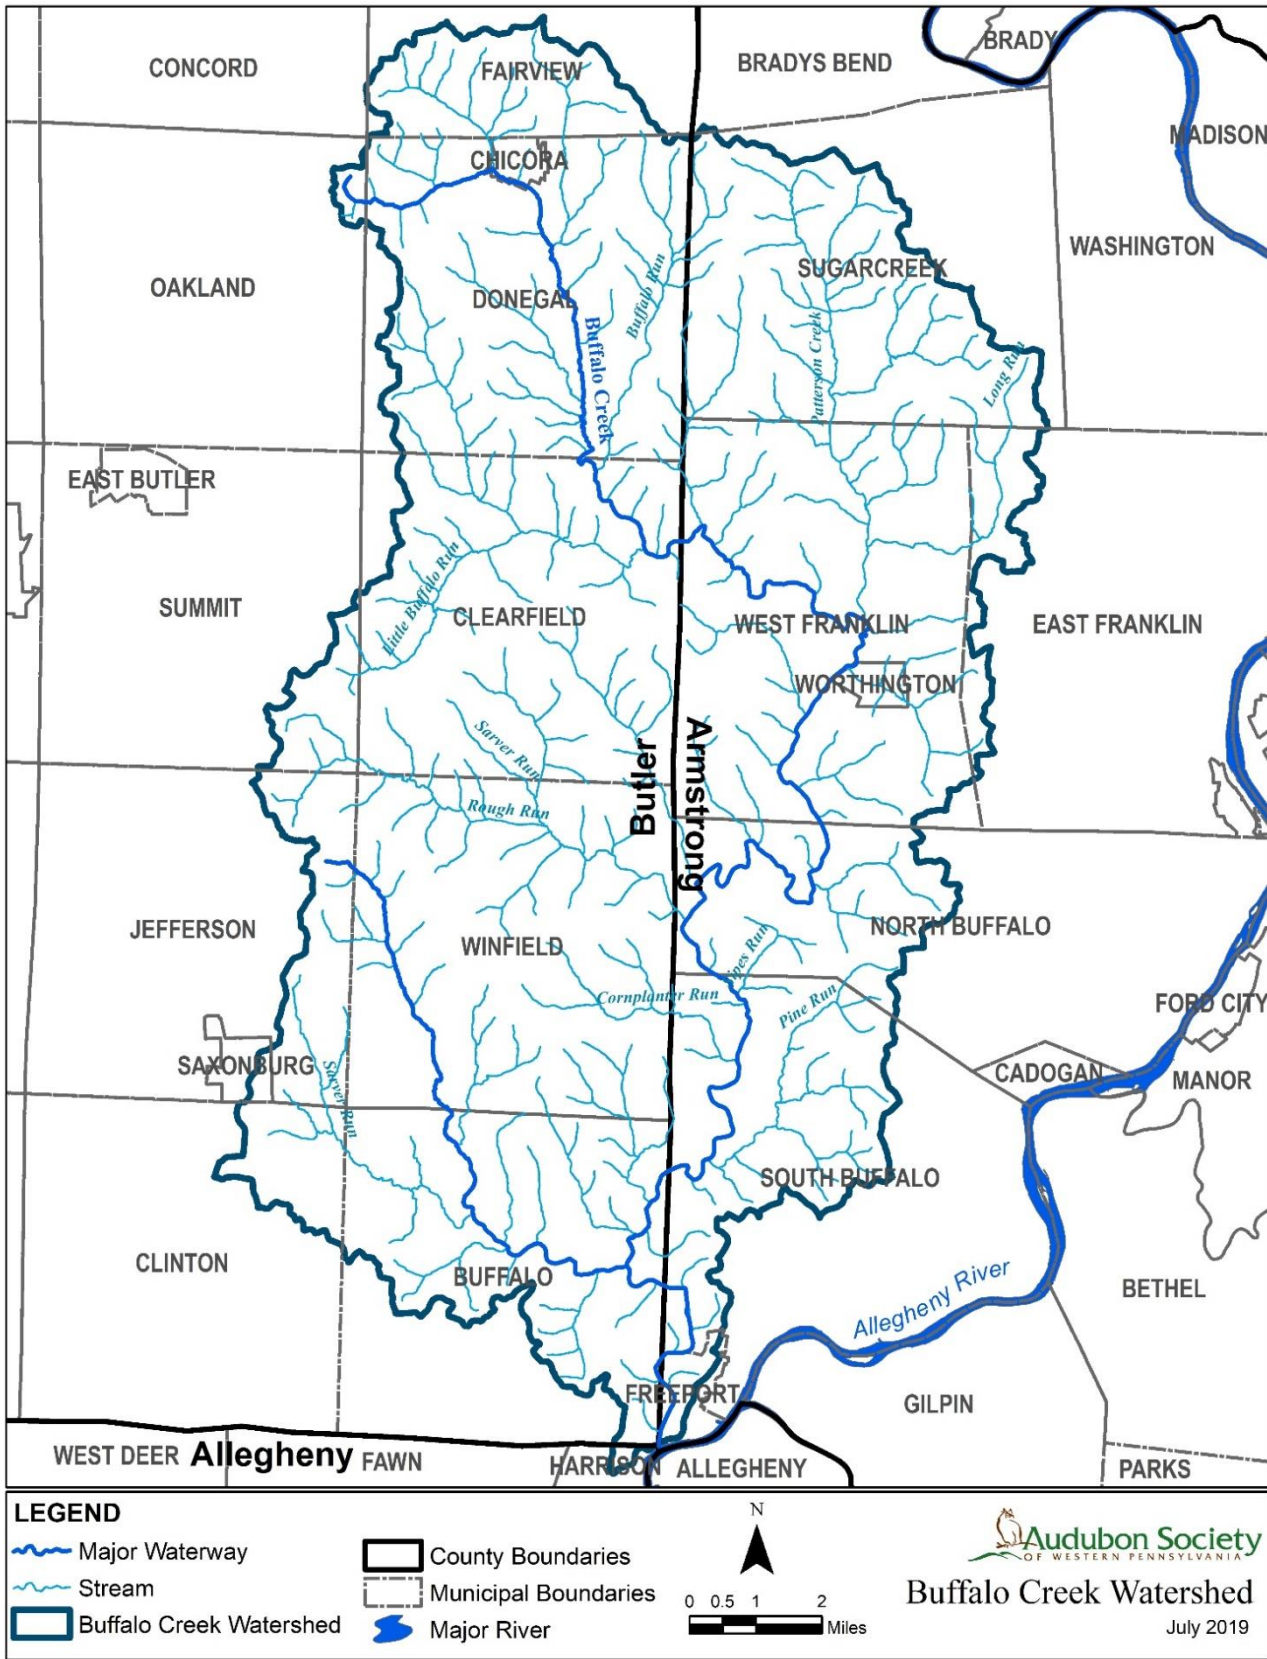 CONCORD
FAIRVIEW
BRADYS BEND
BRADY
MADISON
CHICORA
WASHINGTON
SUGARCREEK
OAKLAND
DONEGAL
Buffalo Run
Buffalo Creek
Patterson Creek
Long Run
EAST BUTLER
SUMMIT
Little Buffalo Run
CLEARFIELD
WEST FRANKLIN
EAST FRANKLIN
WORTHINGTON
Sarver Run
Rough Run
Butler
Armstrong
JEFFERSON
WINFIELD
NORTH BUFFALO
Pipes Run
Cornplanter Run
Pine Run
FORD CITY
SAXONBURG
Sarver Run
CADOGAN
MANOR
SOUTH BUFFALO
CLINTON
BUFFALO
BETHEL
Allegheny River
FREEPORT
GILPIN
WEST DEER
Allegheny
FAWN
HARRISON
ALLEGHENY
PARKS
LEGEND
Major Waterway
Stream
Buffalo Creek Watershed
County Boundaries
Municipal Boundaries
Major River
N
0 0.5 1 2
Miles
Audubon Society
OF WESTERN PENNSYLVANIA
Buffalo Creek Watershed
July 2019